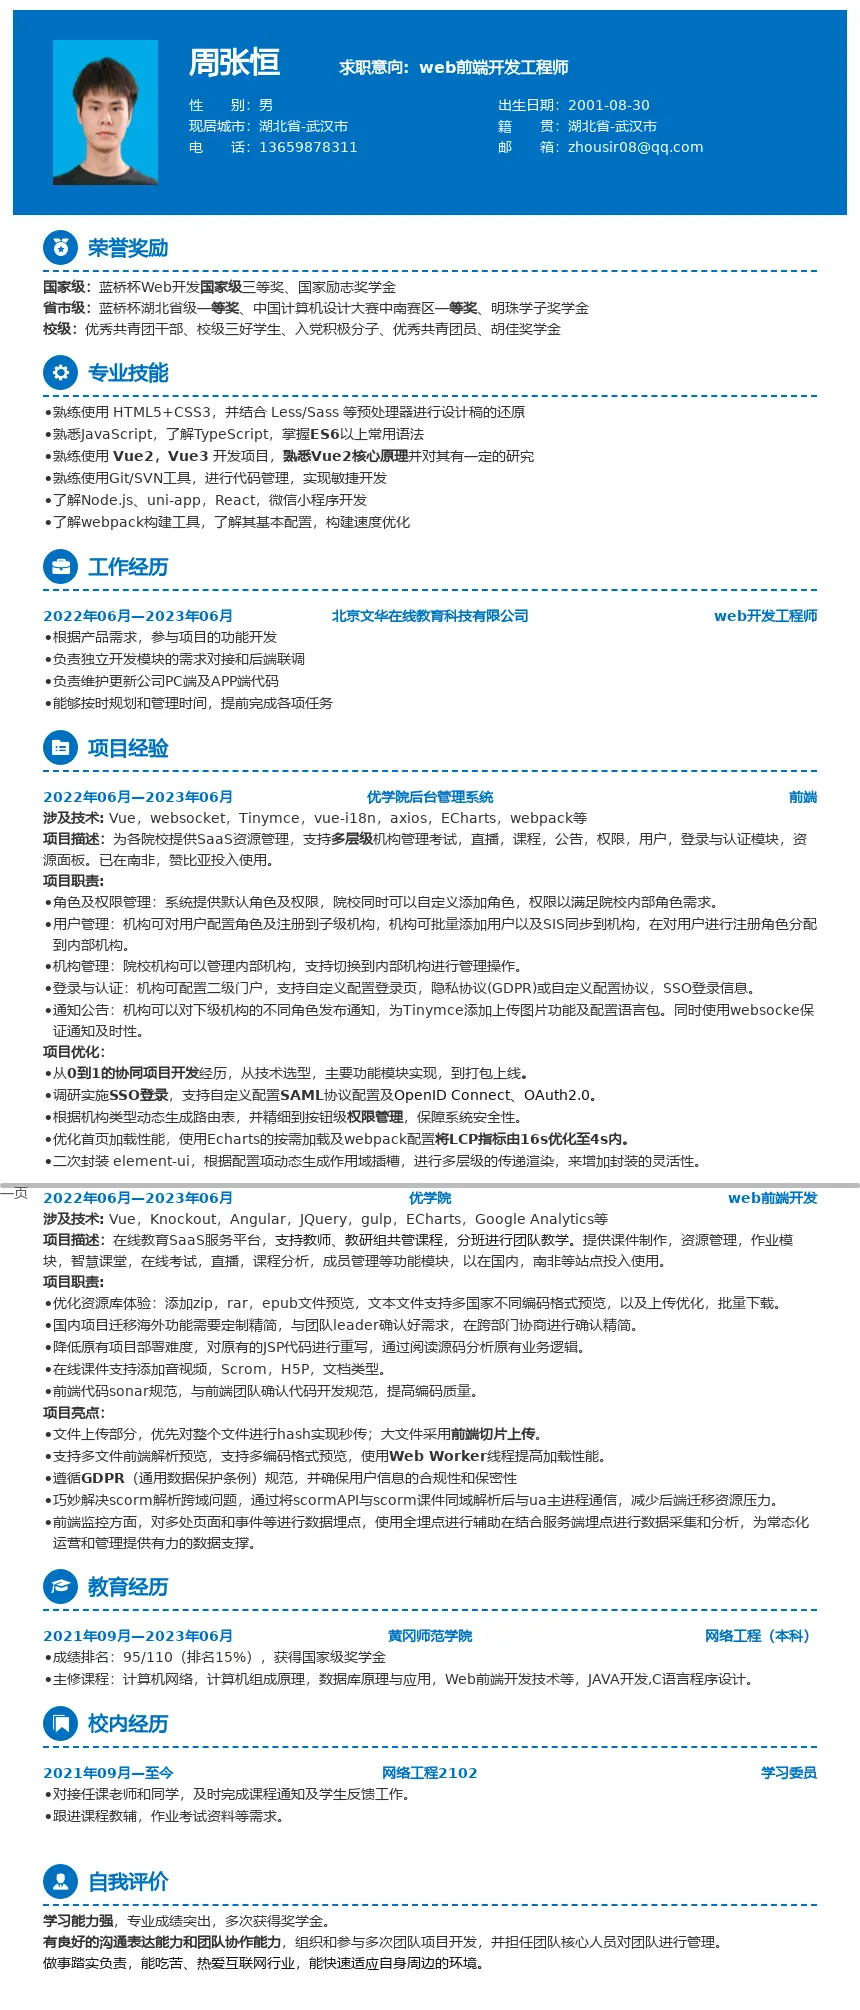 周张恒
求职意向: web前端开发工程师
性　　别：男
出生日期：2001-08-30
现居城市：湖北省-武汉市
籍　　贯：湖北省-武汉市
电　　话：13659878311
邮　　箱：zhousir08@qq.com
荣誉奖励
国家级：蓝桥杯Web开发国家级三等奖、国家励志奖学金
省市级：蓝桥杯湖北省级一等奖、中国计算机设计大赛中南赛区一等奖、明珠学子奖学金
校级：优秀共青团干部、校级三好学生、入党积极分子、优秀共青团员、胡佳奖学金
专业技能
•熟练使用 HTML5+CSS3，并结合 Less/Sass 等预处理器进行设计稿的还原
•熟悉JavaScript，了解TypeScript，掌握ES6以上常用语法
•熟练使用 Vue2，Vue3 开发项目，熟悉Vue2核心原理并对其有一定的研究
•熟练使用Git/SVN工具，进行代码管理，实现敏捷开发
•了解Node.js、uni-app，React，微信小程序开发
•了解webpack构建工具，了解其基本配置，构建速度优化
工作经历
2022年06月—2023年06月 北京文华在线教育科技有限公司 web开发工程师
•根据产品需求，参与项目的功能开发
•负责独立开发模块的需求对接和后端联调
•负责维护更新公司PC端及APP端代码
•能够按时规划和管理时间，提前完成各项任务
项目经验
2022年06月—2023年06月 优学院后台管理系统 前端
涉及技术: Vue，websocket，Tinymce，vue-i18n，axios，ECharts，webpack等
项目描述：为各院校提供SaaS资源管理，支持多层级机构管理考试，直播，课程，公告，权限，用户，登录与认证模块，资
源面板。已在南非，赞比亚投入使用。
项目职责:
•角色及权限管理：系统提供默认角色及权限，院校同时可以自定义添加角色，权限以满足院校内部角色需求。
•用户管理：机构可对用户配置角色及注册到子级机构，机构可批量添加用户以及SIS同步到机构，在对用户进行注册角色分配
到内部机构。
•机构管理：院校机构可以管理内部机构，支持切换到内部机构进行管理操作。
•登录与认证：机构可配置二级门户，支持自定义配置登录页，隐私协议(GDPR)或自定义配置协议，SSO登录信息。
•通知公告：机构可以对下级机构的不同角色发布通知，为Tinymce添加上传图片功能及配置语言包。同时使用websocke保
证通知及时性。
项目优化：
•从0到1的协同项目开发经历，从技术选型，主要功能模块实现，到打包上线。
•调研实施SSO登录，支持自定义配置SAML协议配置及OpenID Connect、OAuth2.0。
•根据机构类型动态生成路由表，并精细到按钮级权限管理，保障系统安全性。
•优化首页加载性能，使用Echarts的按需加载及webpack配置将LCP指标由16s优化至4s内。
•二次封装 element-ui，根据配置项动态生成作用域插槽，进行多层级的传递渲染，来增加封装的灵活性。
一页
2022年06月—2023年06月 优学院 web前端开发
涉及技术: Vue，Knockout，Angular，JQuery，gulp，ECharts，Google Analytics等
项目描述：在线教育SaaS服务平台，支持教师、教研组共管课程，分班进行团队教学。提供课件制作，资源管理，作业模
块，智慧课堂，在线考试，直播，课程分析，成员管理等功能模块，以在国内，南非等站点投入使用。
项目职责:
•优化资源库体验：添加zip，rar，epub文件预览，文本文件支持多国家不同编码格式预览，以及上传优化，批量下载。
•国内项目迁移海外功能需要定制精简，与团队leader确认好需求，在跨部门协商进行确认精简。
•降低原有项目部署难度，对原有的JSP代码进行重写，通过阅读源码分析原有业务逻辑。
•在线课件支持添加音视频，Scrom，H5P，文档类型。
•前端代码sonar规范，与前端团队确认代码开发规范，提高编码质量。
项目亮点：
•文件上传部分，优先对整个文件进行hash实现秒传；大文件采用前端切片上传。
•支持多文件前端解析预览，支持多编码格式预览，使用Web Worker线程提高加载性能。
•遵循GDPR（通用数据保护条例）规范，并确保用户信息的合规性和保密性
•巧妙解决scorm解析跨域问题，通过将scormAPI与scorm课件同域解析后与ua主进程通信，减少后端迁移资源压力。
•前端监控方面，对多处页面和事件等进行数据埋点，使用全埋点进行辅助在结合服务端埋点进行数据采集和分析，为常态化
运营和管理提供有力的数据支撑。
教育经历
2021年09月—2023年06月 黄冈师范学院 网络工程（本科）
•成绩排名：95/110（排名15%），获得国家级奖学金
•主修课程：计算机网络，计算机组成原理，数据库原理与应用，Web前端开发技术等，JAVA开发,C语言程序设计。
校内经历
2021年09月—至今 网络工程2102 学习委员
•对接任课老师和同学，及时完成课程通知及学生反馈工作。
•跟进课程教辅，作业考试资料等需求。
自我评价
学习能力强，专业成绩突出，多次获得奖学金。
有良好的沟通表达能力和团队协作能力，组织和参与多次团队项目开发，并担任团队核心人员对团队进行管理。
做事踏实负责，能吃苦、热爱互联网行业，能快速适应自身周边的环境。